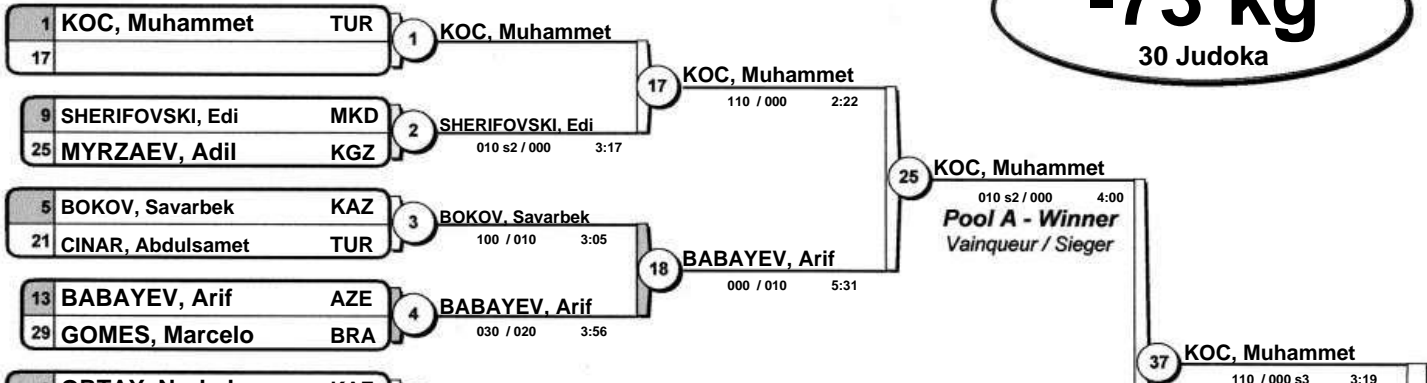 -73 kg
30 Judoka
1 KOC, Muhammet TUR
17
1
KOC, Muhammet
9 SHERIFOVSKI, Edi MKD
25 MYRZAEV, Adil KGZ
2
SHERIFOVSKI, Edi
010 s2 / 000 3:17
17
KOC, Muhammet
110 / 000 2:22
5 BOKOV, Savarbek KAZ
21 CINAR, Abdulsamet TUR
3
BOKOV, Savarbek
100 / 010 3:05
13 BABAYEV, Arif AZE
29 GOMES, Marcelo BRA
4
BABAYEV, Arif
030 / 020 3:56
18
BABAYEV, Arif
000 / 010 5:31
25
KOC, Muhammet
010 s2 / 000 4:00
Pool A - Winner
Vainqueur / Sieger
37
KOC, Muhammet
110 / 000 s3 3:19